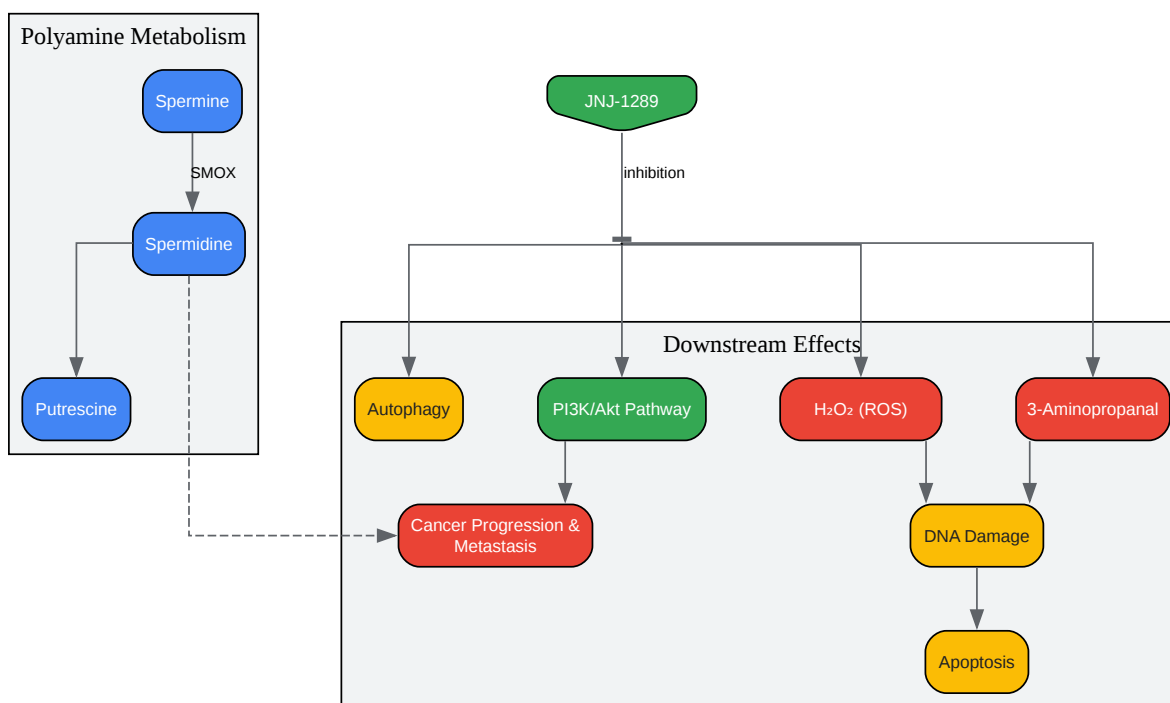 Polyamine Metabolism
Spermine
SMOX
Spermidine
Putrescine
JNJ-1289
inhibition
Downstream Effects
Autophagy
PI3K/Akt Pathway
H₂O₂ (ROS)
3-Aminopropanal
Cancer Progression &
Metastasis
DNA Damage
Apoptosis